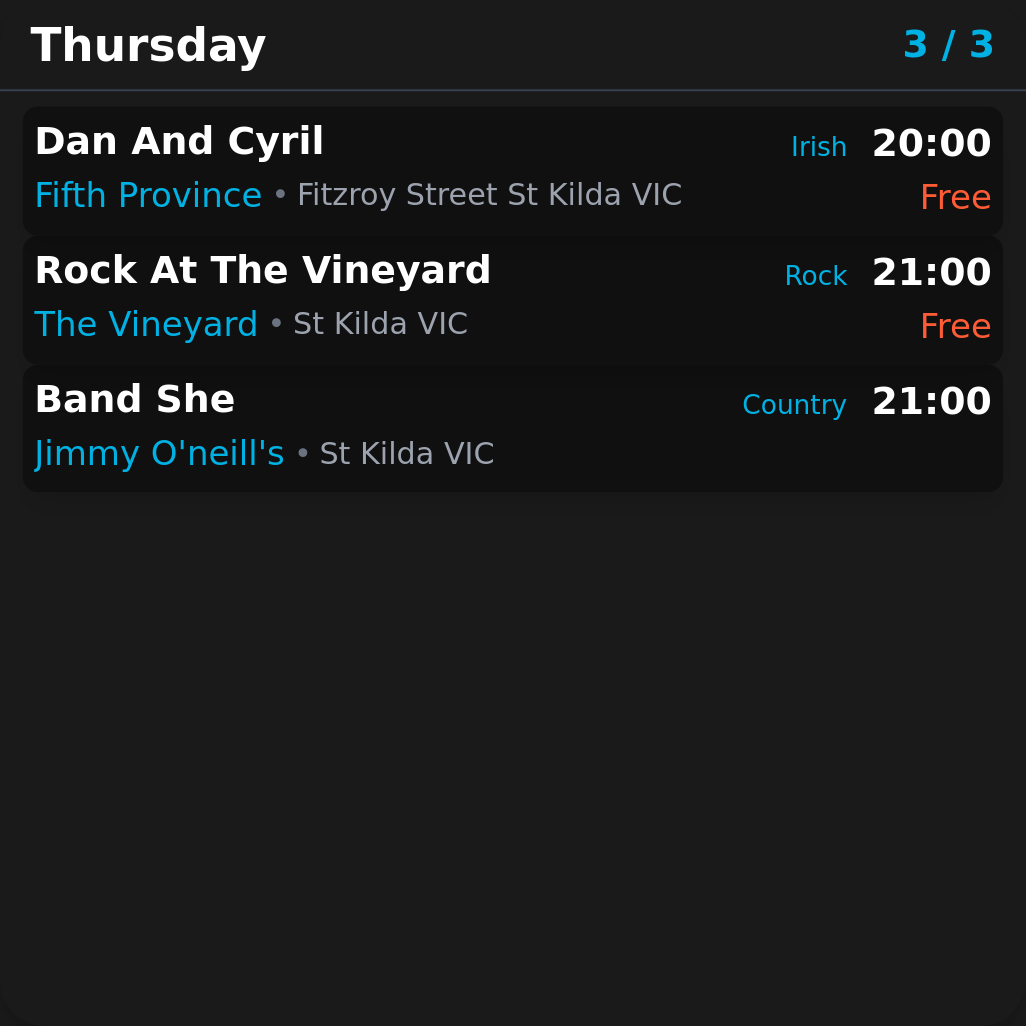 Thursday 3 / 3
Dan And Cyril Irish 20:00
Fifth Province • Fitzroy Street St Kilda VIC Free
Rock At The Vineyard Rock 21:00
The Vineyard • St Kilda VIC Free
Band She Country 21:00
Jimmy O'neill's • St Kilda VIC